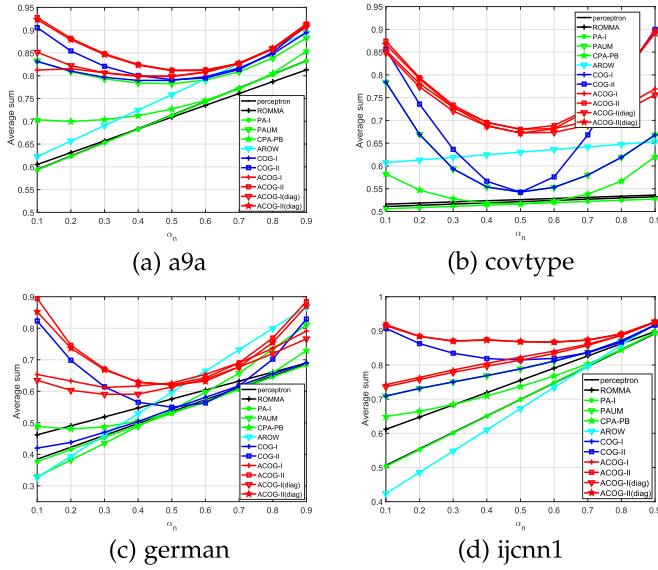 Average sum
0.95
0.9
0.85
0.8
0.75
0.7
0.65
0.6
0.55
0.5
0.1 0.2 0.3 0.4 0.5 0.6 0.7 0.8 0.9
αn
perceptron
ROMMA
PA-I
PAUM
CPA-PB
AROW
COG-I
COG-II
ACOG-I
ACOG-II
ACOG-I(diag)
ACOG-II(diag)
(a) a9a
Average sum
0.95
0.9
0.85
0.8
0.75
0.7
0.65
0.6
0.55
0.5
0.1 0.2 0.3 0.4 0.5 0.6 0.7 0.8 0.9
αn
perceptron
ROMMA
PA-I
PAUM
CPA-PB
AROW
COG-I
COG-II
ACOG-I
ACOG-II
ACOG-I(diag)
ACOG-II(diag)
(b) covtype
Average sum
0.9
0.8
0.7
0.6
0.5
0.4
0.3
0.1 0.2 0.3 0.4 0.5 0.6 0.7 0.8 0.9
αn
perceptron
ROMMA
PA-I
PAUM
CPA-PB
AROW
COG-I
COG-II
ACOG-I
ACOG-II
ACOG-I(diag)
ACOG-II(diag)
(c) german
Average sum
1
0.9
0.8
0.7
0.6
0.5
0.4
0.1 0.2 0.3 0.4 0.5 0.6 0.7 0.8 0.9
αn
perceptron
ROMMA
PA-I
PAUM
CPA-PB
AROW
COG-I
COG-II
ACOG-I
ACOG-II
ACOG-I(diag)
ACOG-II(diag)
(d) ijcnn1